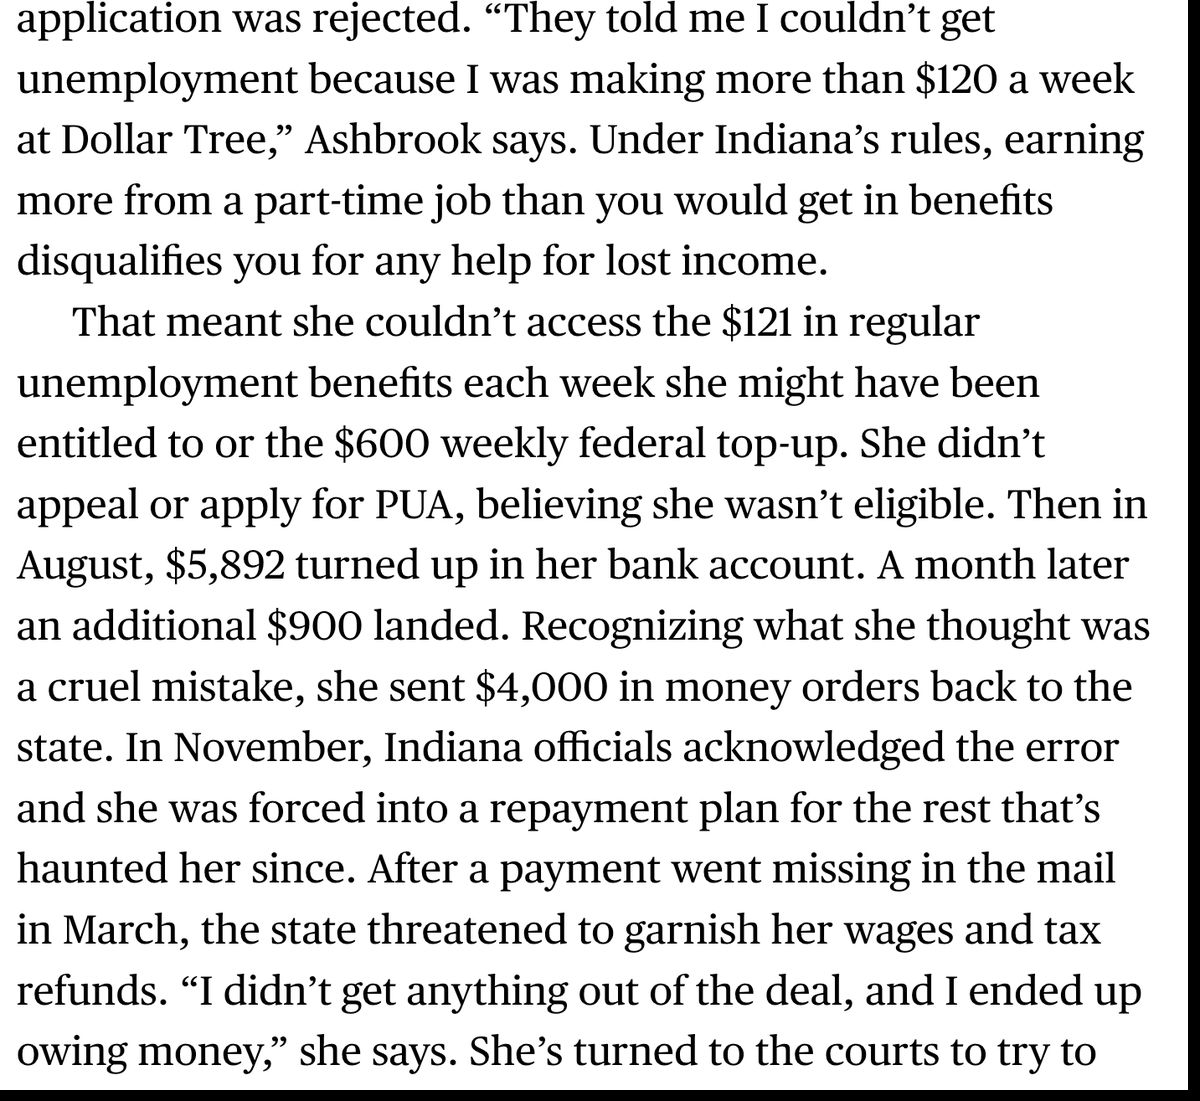 application was rejected. “They told me I couldn’t get
unemployment because I was making more than $120 a week
at Dollar Tree,” Ashbrook says. Under Indiana’s rules, earning
more from a part-time job than you would get in benefits
disqualifies you for any help for lost income.
That meant she couldn’t access the $121 in regular
unemployment benefits each week she might have been
entitled to or the $600 weekly federal top-up. She didn’t
appeal or apply for PUA, believing she wasn’t eligible. Then in
August, $5,892 turned up in her bank account. A month later
an additional $900 landed. Recognizing what she thought was
a cruel mistake, she sent $4,000 in money orders back to the
state. In November, Indiana officials acknowledged the error
and she was forced into a repayment plan for the rest that’s
haunted her since. After a payment went missing in the mail
in March, the state threatened to garnish her wages and tax
refunds. “I didn’t get anything out of the deal, and I ended up
owing money,” she says. She’s turned to the courts to try to